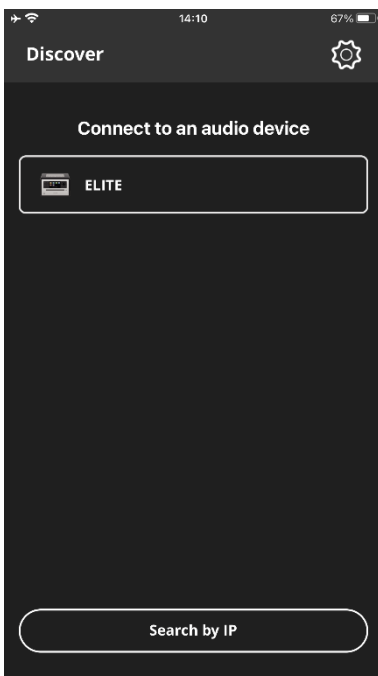 14:10
67%
Discover
Connect to an audio device
ELITE
Search by IP